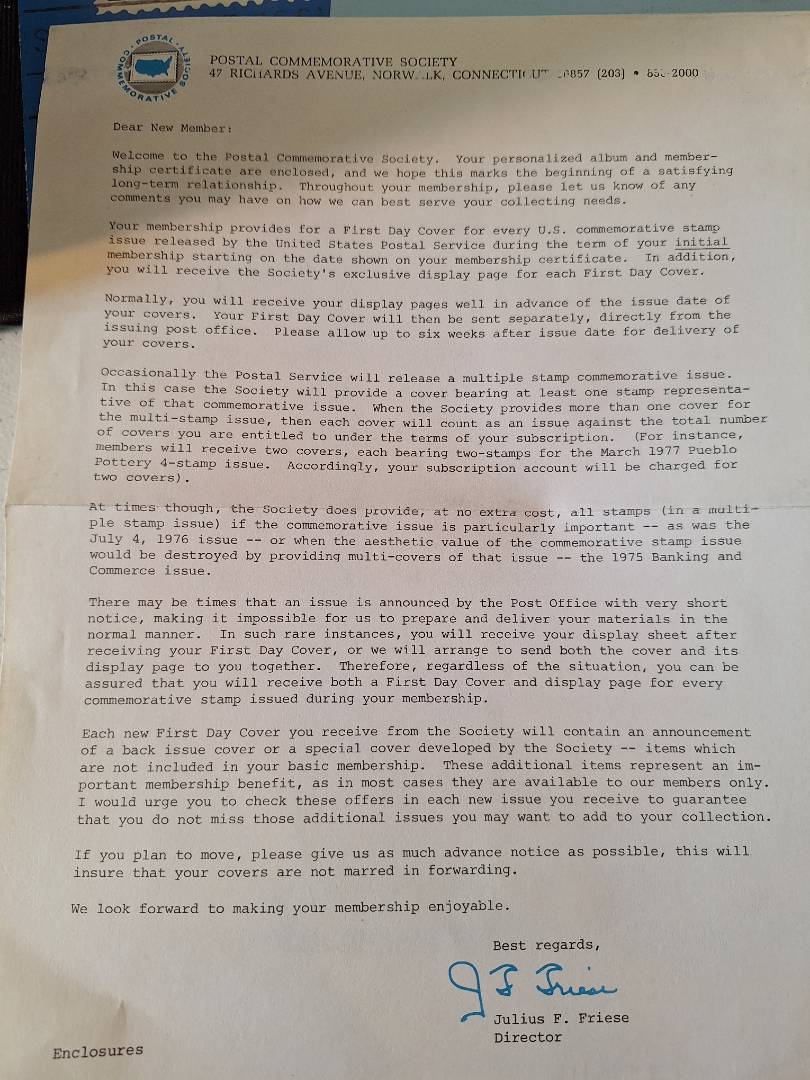 POSTAL COMMEMORATIVE SOCIETY
POSTAL COMMEMORATIVE SOCIETY
47 RICHARDS AVENUE, NORWALK, CONNECTICUT 0857 (203) • 2000
Dear New Member:
Welcome to the Postal Commemorative Society. Your personalized album and member-
ship certificate are enclosed, and we hope this marks the beginning of a satisfying
long-term relationship. Throughout your membership, please let us know of any
comments you may have on how we can best serve your collecting needs.
Your membership provides for a First Day Cover for every U.S. commemorative stamp
issue released by the United States Postal Service during the term of your initial
membership starting on the date shown on your membership certificate. In addition,
you will receive the Society's exclusive display page for each First Day Cover.
Normally, you will receive your display pages well in advance of the issue date of
your covers. Your First Day Cover will then be sent separately, directly from the
issuing post office. Please allow up to six weeks after issue date for delivery of
your covers.
Occasionally the Postal Service will release a multiple stamp commemorative issue.
In this case the Society will provide a cover bearing at least one stamp representa-
tive of that commemorative issue. When the Society provides more than one cover for
the multi-stamp issue, then each cover will count as an issue against the total number
of covers you are entitled to under the terms of your subscription. (For instance,
members will receive two covers, each bearing two-stamps for the March 1977 Pueblo
Pottery 4-stamp issue. Accordingly, your subscription account will be charged for
two covers).
At times though, the Society does provide, at no extra cost, all stamps (in a multi-
ple stamp issue) if the commemorative issue is particularly important -- as was the
July 4, 1976 issue -- or when the aesthetic value of the commemorative stamp issue
would be destroyed by providing multi-covers of that issue -- the 1975 Banking and
Commerce issue.
There may be times that an issue is announced by the Post Office with very short
notice, making it impossible for us to prepare and deliver your materials in the
normal manner. In such rare instances, you will receive your display sheet after
receiving your First Day Cover, or we will arrange to send both the cover and its
display page to you together. Therefore, regardless of the situation, you can be
assured that you will receive both a First Day Cover and display page for every
commemorative stamp issued during your membership.
Each new First Day Cover you receive from the Society will contain an announcement
of a back issue cover or a special cover developed by the Society -- items which
are not included in your basic membership. These additional items represent an im-
portant membership benefit, as in most cases they are available to our members only.
I would urge you to check these offers in each new issue you receive to guarantee
that you do not miss those additional issues you may want to add to your collection.
If you plan to move, please give us as much advance notice as possible, this will
insure that your covers are not marred in forwarding.
We look forward to making your membership enjoyable.
Best regards,
J F Friese
Julius F. Friese
Director
Enclosures